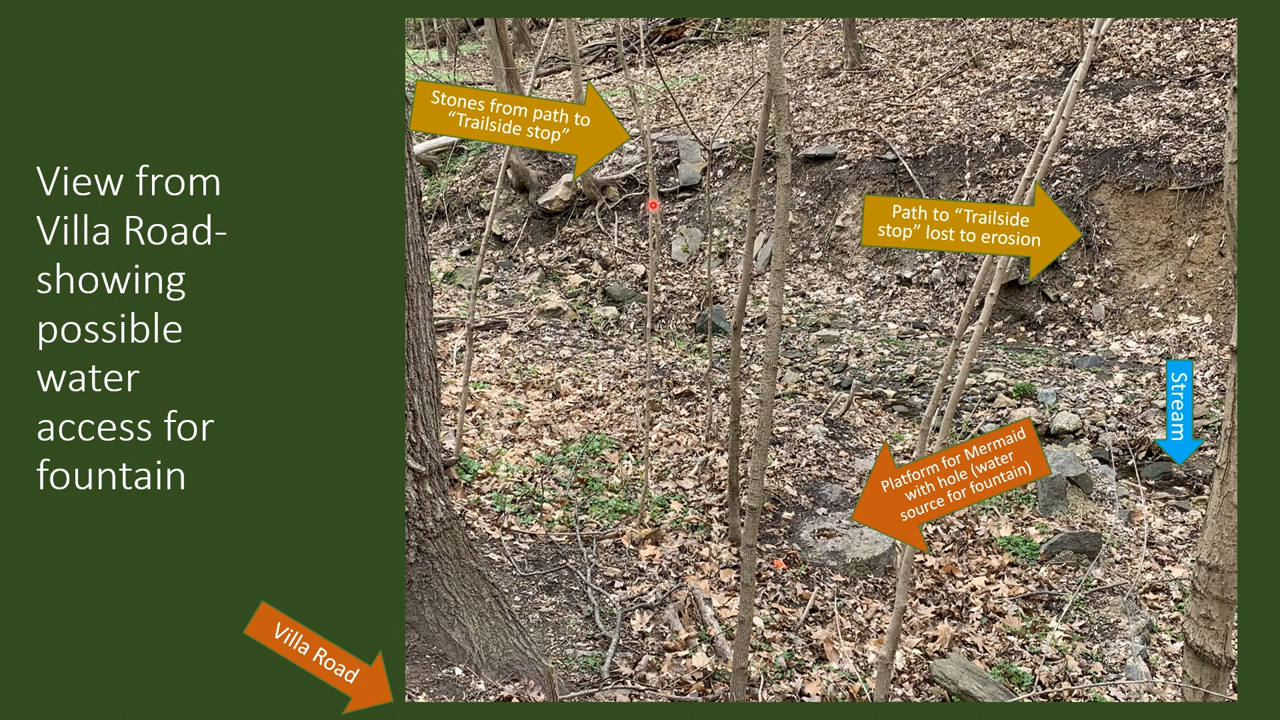 View from
Villa Road-
showing
possible
water
access for
fountain
Stones from path to
“Trailside stop”
Path to “Trailside
stop” lost to erosion
Stream
Platform for Mermaid
with hole (water
source for fountain)
Villa Road